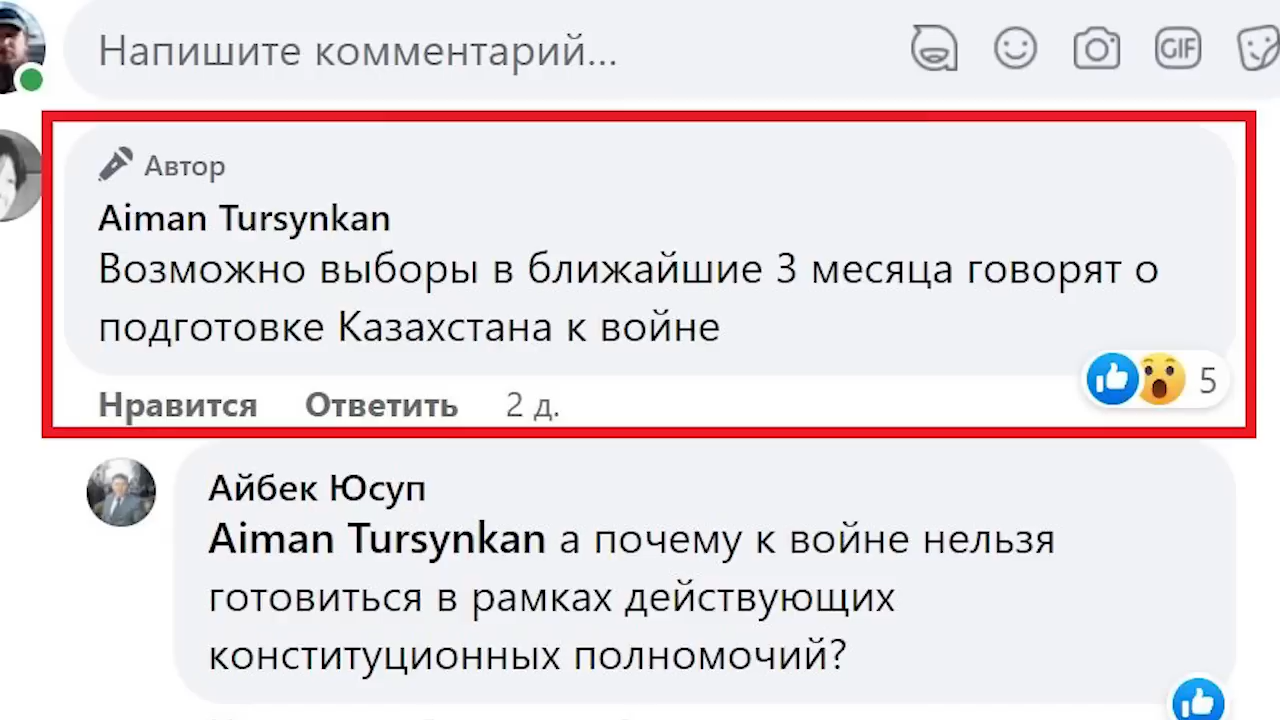 Напишите комментарий...
GIF
Автор
Aiman Tursynkan
Возможно выборы в ближайшие 3 месяца говорят о
подготовке Казахстана к войне
5
Нравится Ответить 2 д.
Айбек Юсуп
Aiman Tursynkan а почему к войне нельзя
готовиться в рамках действующих
конституционных полномочий?